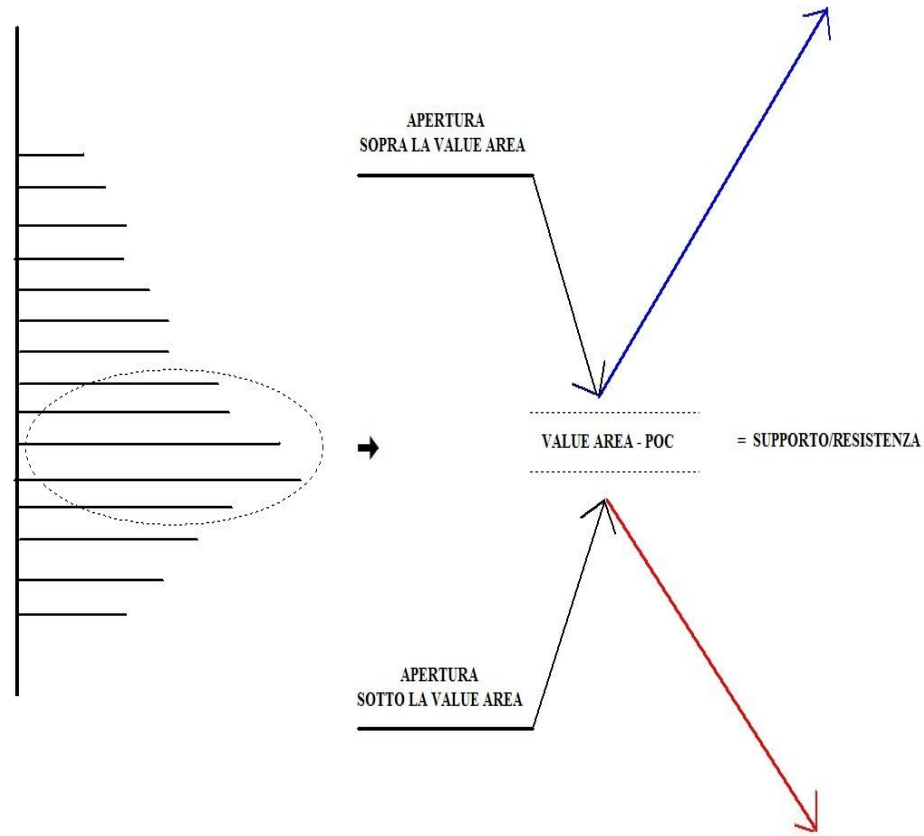 APERTURA
SOPRA LA VALUE AREA
VALUE AREA - POC
= SUPPORTO/RESISTENZA
APERTURA
SOTTO LA VALUE AREA